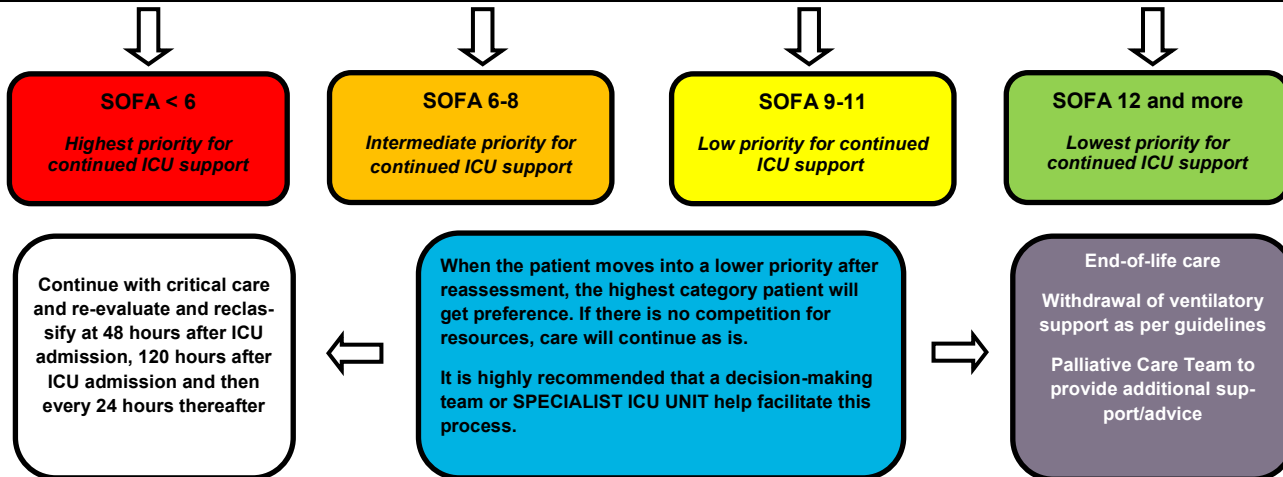 SOFA < 6
Highest priority for
continued ICU support
SOFA 6-8
Intermediate priority for
continued ICU support
SOFA 9-11
Low priority for continued
ICU support
SOFA 12 and more
Lowest priority for
continued ICU support
Continue with critical care
and re-evaluate and reclas-
sify at 48 hours after ICU
admission, 120 hours after
ICU admission and then
every 24 hours thereafter
When the patient moves into a lower priority after
reassessment, the highest category patient will
get preference. If there is no competition for
resources, care will continue as is.
It is highly recommended that a decision-making
team or SPECIALIST ICU UNIT help facilitate this
process.
End-of-life care
Withdrawal of ventilatory
support as per guidelines
Palliative Care Team to
provide additional sup-
port/advice